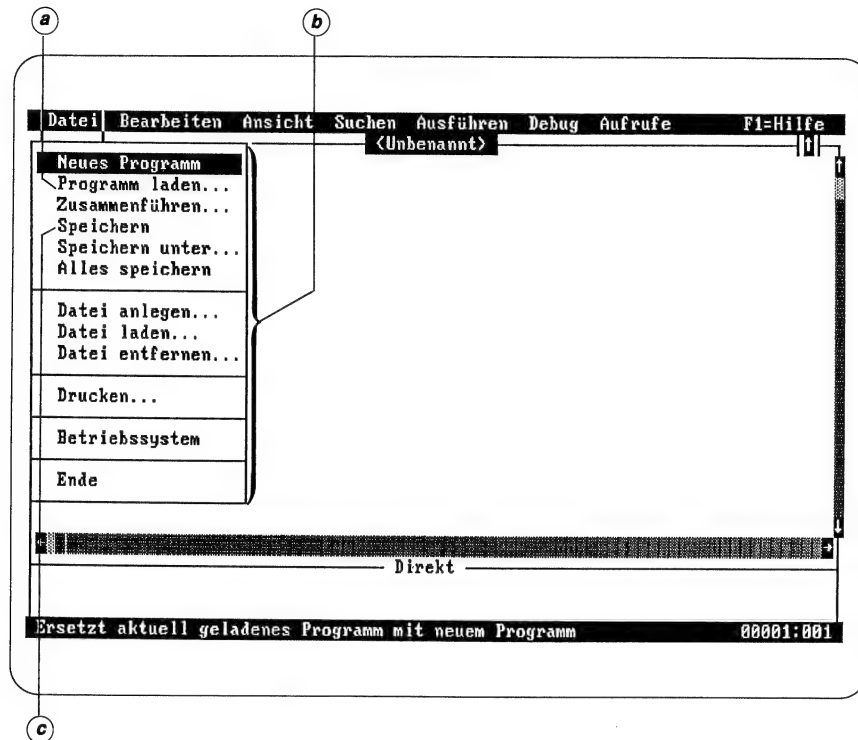 a b
Datei Bearbeiten Ansicht Suchen Ausführen Debug Aufrufe F1=Hilfe
<Unbenannt>
Neues Programm
Programm laden...
Zusammenführen...
Speichern
Speichern unter...
Alles speichern
Datei anlegen...
Datei laden...
Datei entfernen...
Drucken...
Betriebssystem
Ende
Direkt
Ersetzt aktuell geladenes Programm mit neuem Programm 00001:001
c